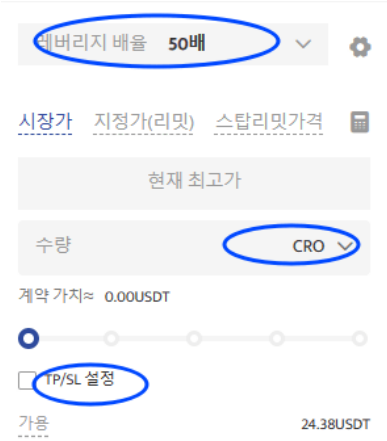 레버리지 배율 50배
시장가 지정가(리밋) 스탑리밋가격
현재 최고가
수량 CRO
계약 가치≈ 0.00USDT
TP/SL 설정
가용 24.38USDT